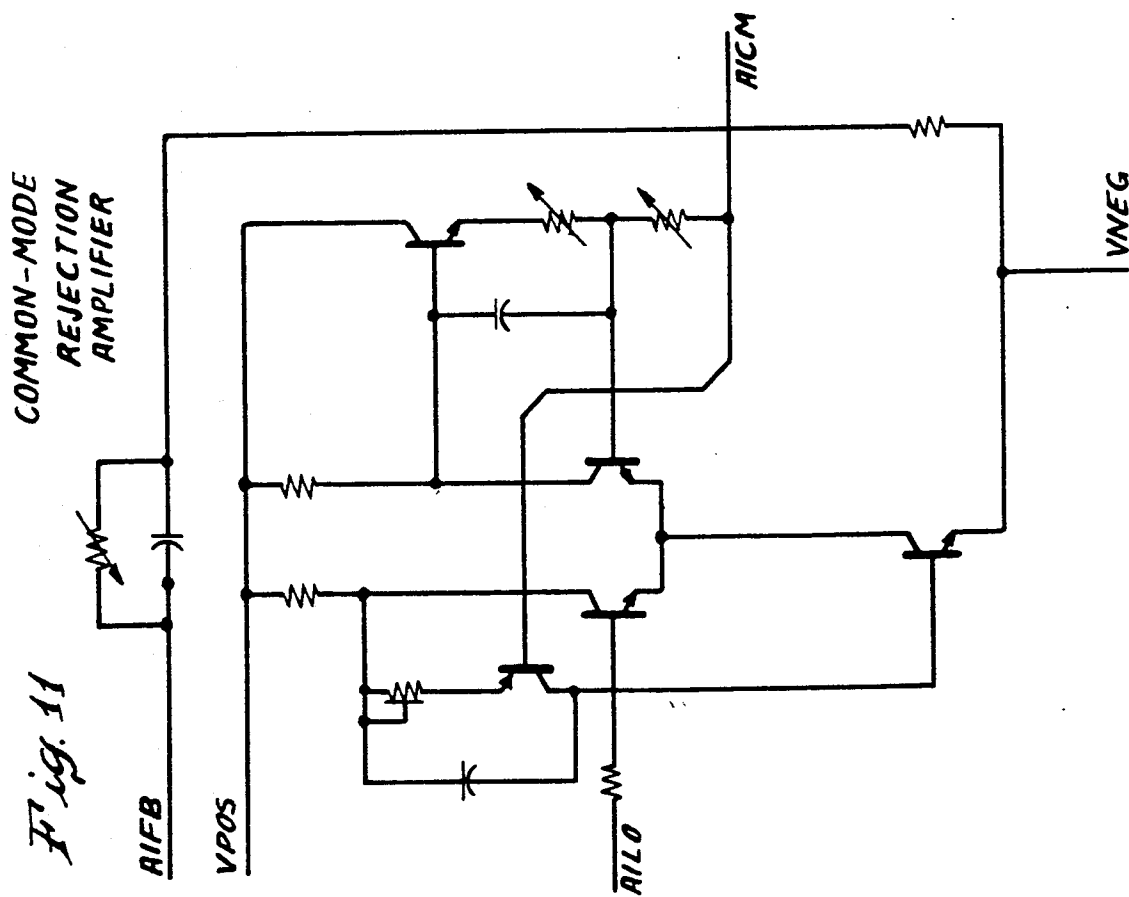 COMMON-MODE
REJECTION
AMPLIFIER
Fig. 11
AIFB
VPOS
AILO
AICM
VNEG